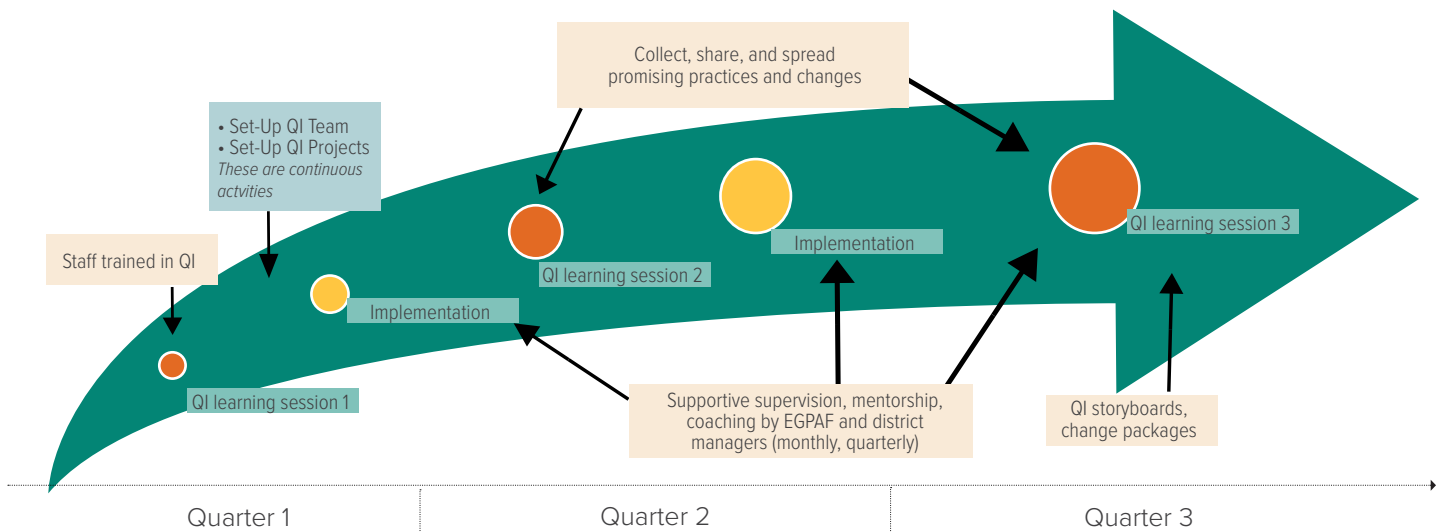 Collect, share, and spread
promising practices and changes
• Set-Up QI Team
• Set-Up QI Projects
These are continuous
actvities
Staff trained in QI
QI learning session 3
Implementation
QI learning session 2
Implementation
QI learning session 1
Supportive supervision, mentorship,
coaching by EGPAF and district
managers (monthly, quarterly)
QI storyboards,
change packages
Quarter 1
Quarter 2
Quarter 3